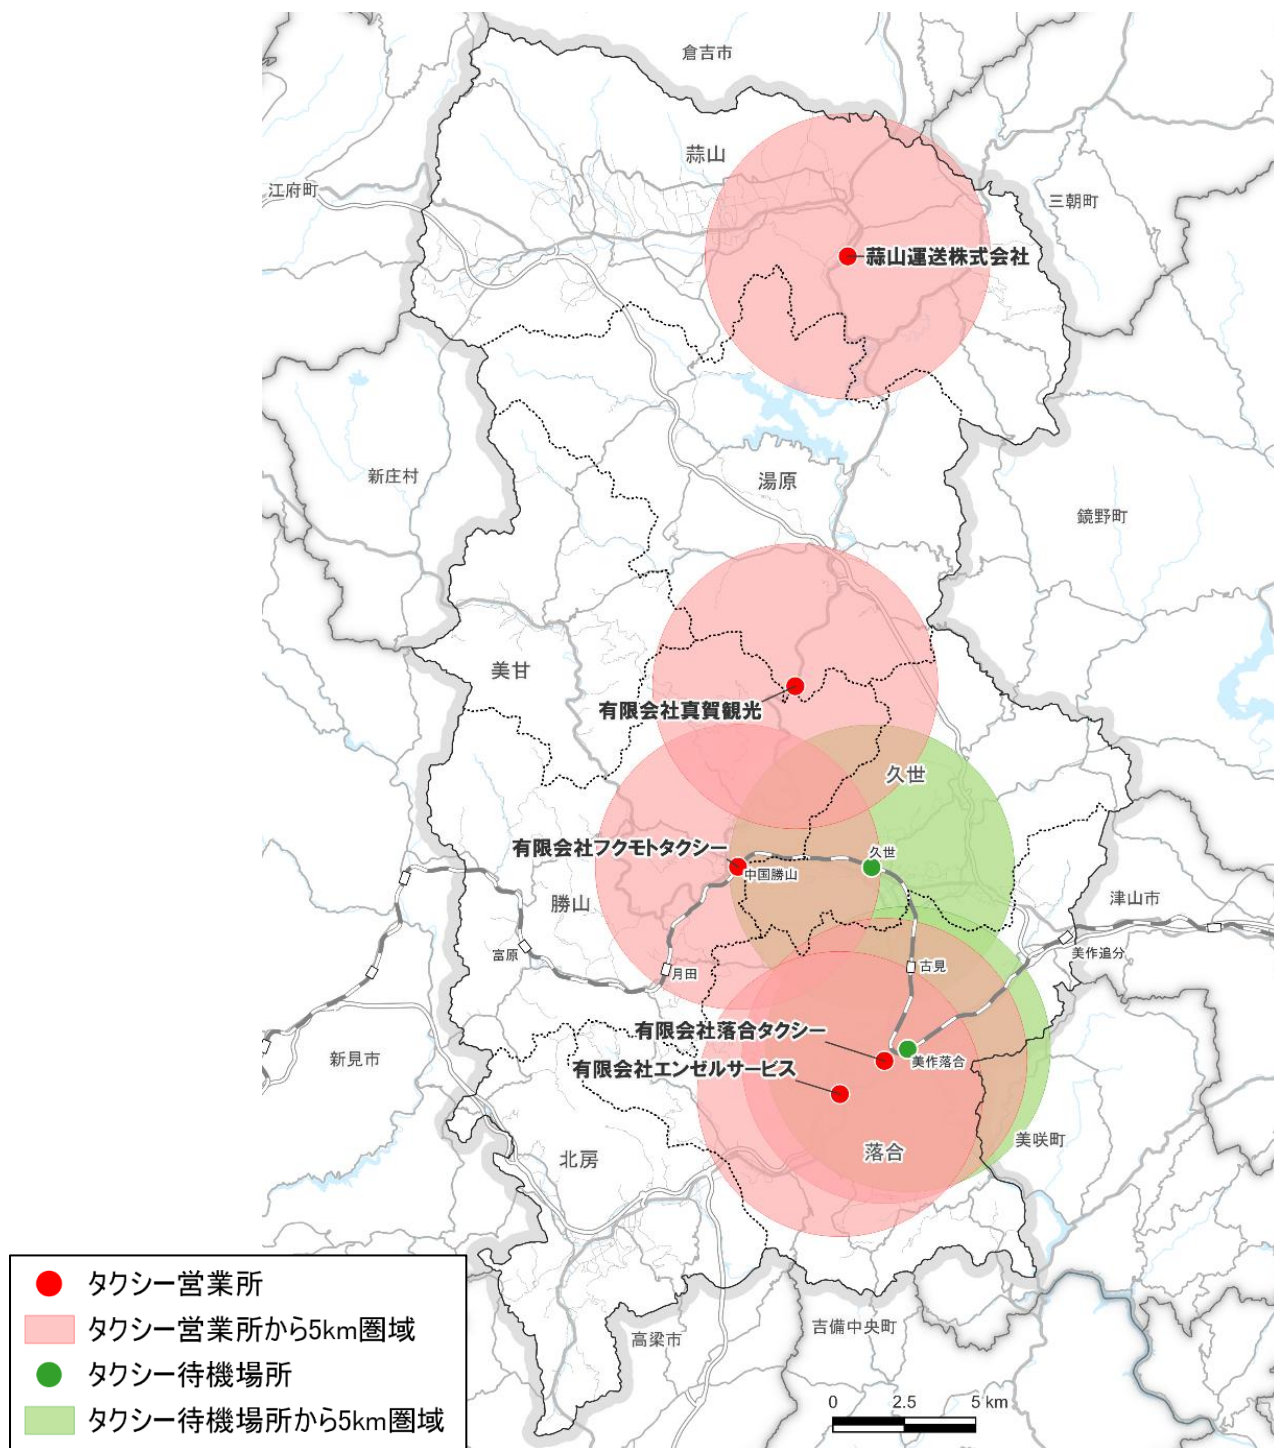 倉吉市
蒜山
江府町
三朝町
蒜山運送株式会社
新庄村
湯原
鏡野町
美甘
有限会社真賀観光
久世
有限会社フクモトタクシー
久世
中国勝山
勝山
津山市
富原
月田
古見
美作追分
有限会社落合タクシー
新見市
有限会社エンゼルサービス
美作落合
美咲町
北房
落合
タクシー営業所
タクシー営業所から5km圏域
タクシー待機場所
タクシー待機場所から5km圏域
高梁市
吉備中央町
0 2.5 5 km